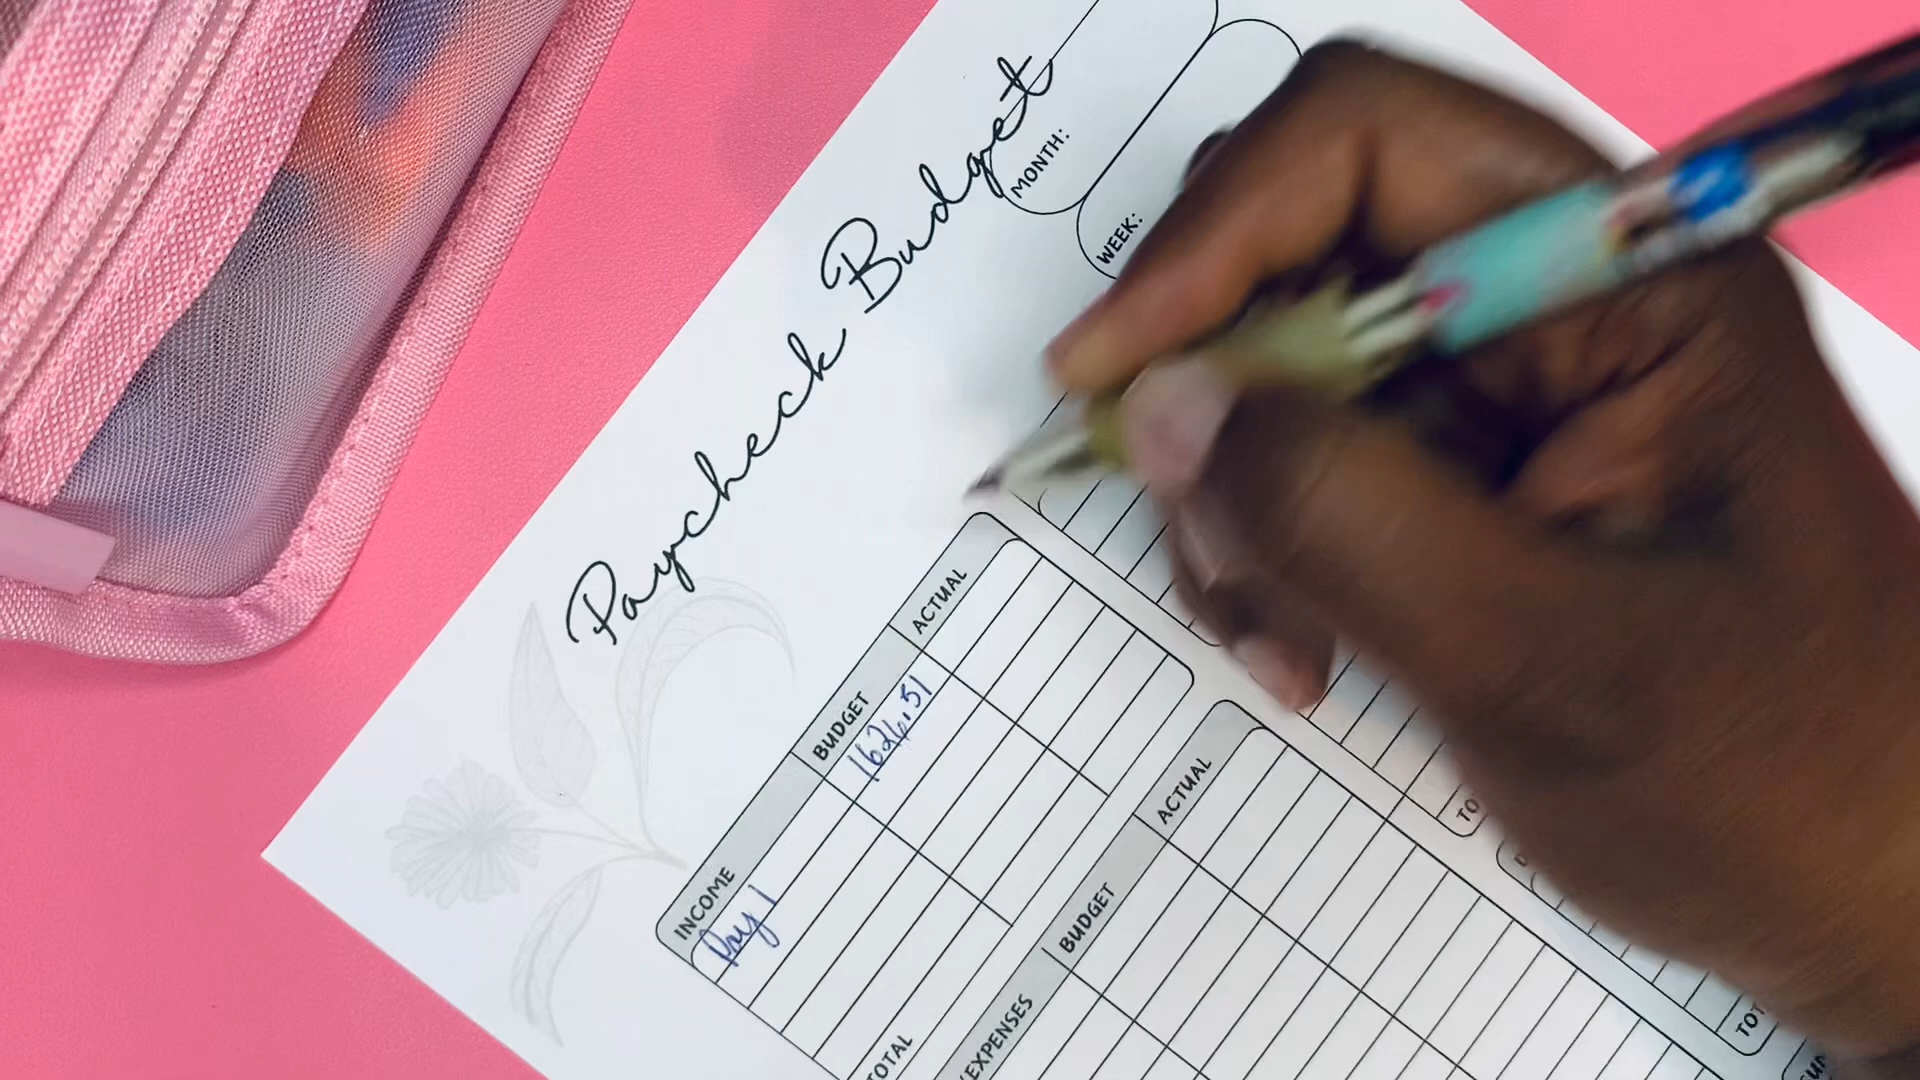 Paycheck Budget
MONTH:
WEEK:
INCOME BUDGET ACTUAL
Pay 1 1626.51
TOTAL
EXPENSES BUDGET ACTUAL